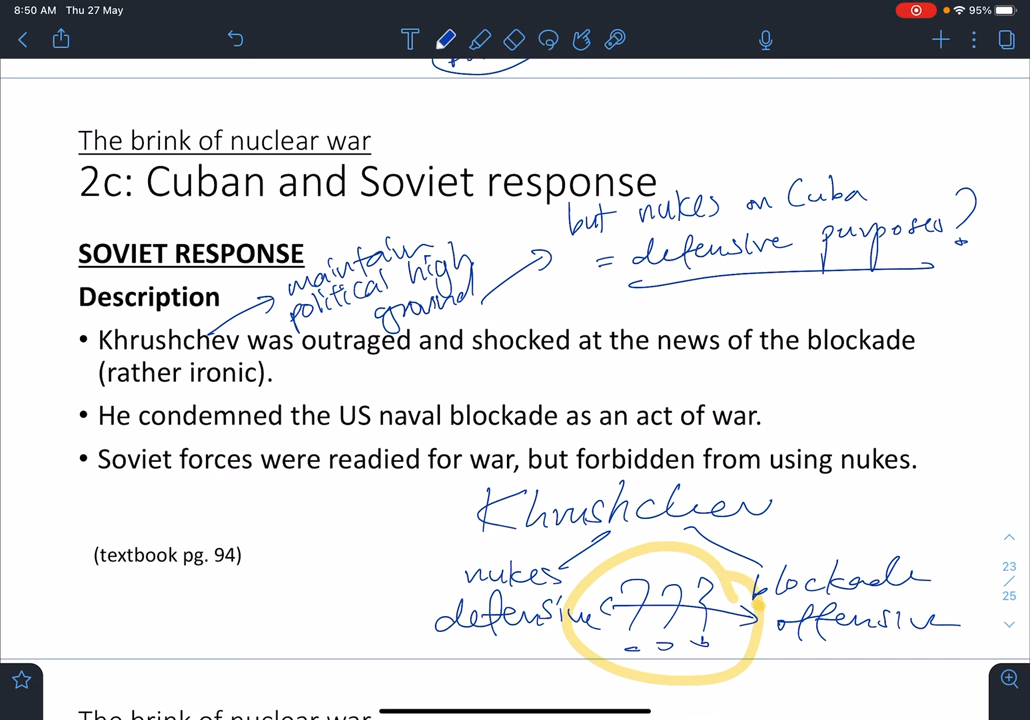 8:50 AM Thu 27 May
95%
The brink of nuclear war
2c: Cuban and Soviet response
but nukes on Cuba
= defensive purposes?
SOVIET RESPONSE
maintain
political high
ground
Description
• Khrushchev was outraged and shocked at the news of the blockade
(rather ironic).
• He condemned the US naval blockade as an act of war.
• Soviet forces were readied for war, but forbidden from using nukes.
Khrushchev
(textbook pg. 94)
nukes
defensive
???
blockade
offensive
23
/
25
The brink of nuclear war